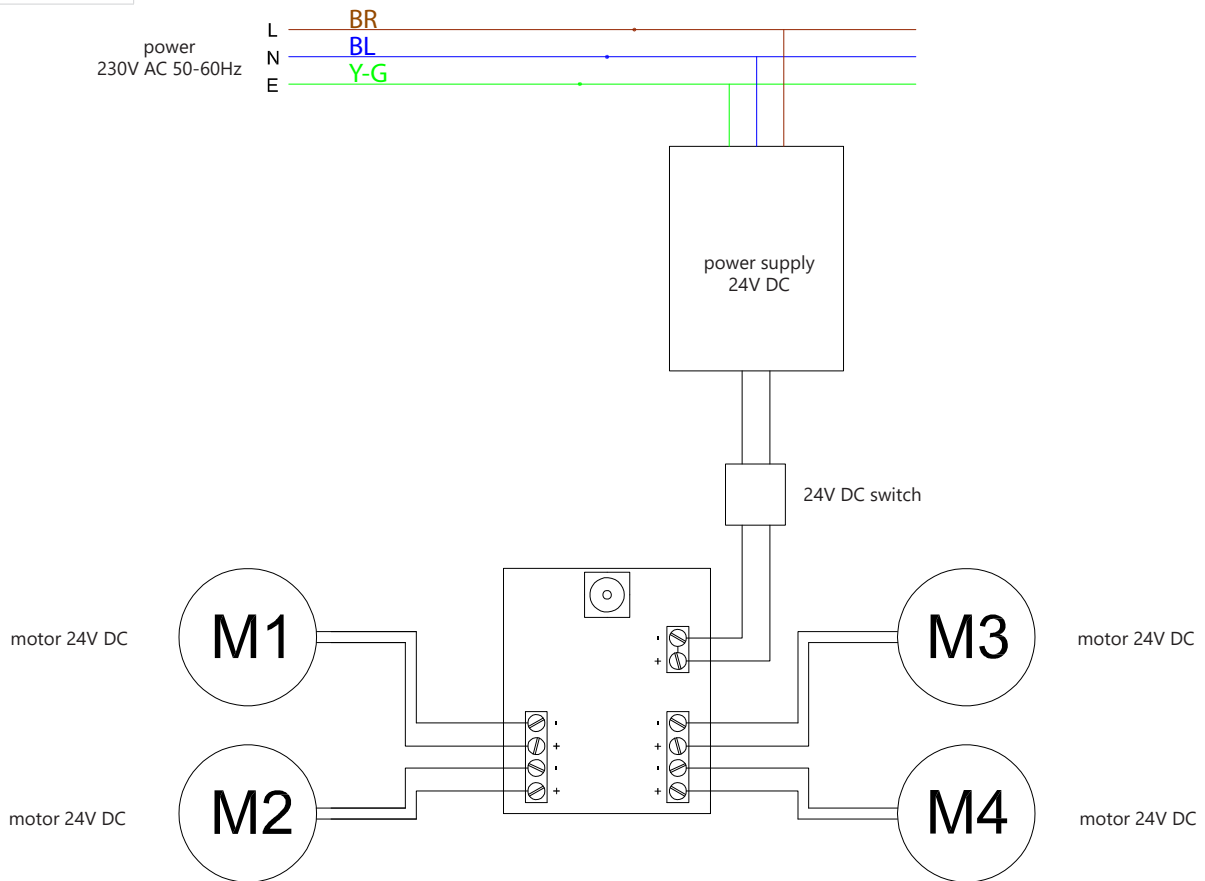 L
BR
power
230V AC 50-60Hz
N
BL
E
Y-G
power supply
24V DC
24V DC switch
motor 24V DC
M1
-
+
M3
motor 24V DC
-
+
-
+
-
+
-
+
-
+
motor 24V DC
M2
M4
motor 24V DC